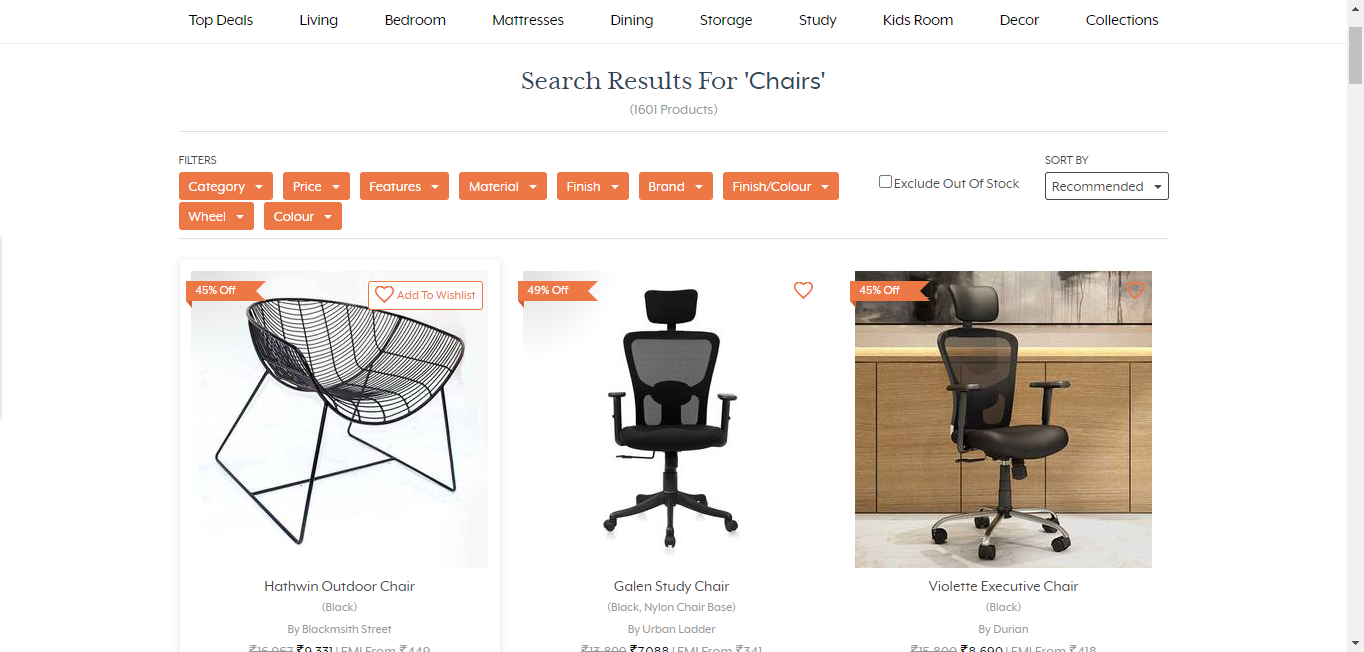 Top Deals Living Bedroom Mattresses Dining Storage Study Kids Room Decor Collections
Search Results For 'Chairs'
(1601 Products)
FILTERS SORT BY
Category Price Features Material Finish Brand Finish/Colour Exclude Out Of Stock Recommended
Wheel Colour
45% Off Add To Wishlist 49% Off 45% Off
Hathwin Outdoor Chair Galen Study Chair Violette Executive Chair
(Black) (Black, Nylon Chair Base) (Black)
By Blackmsith Street By Urban Ladder By Durian
₹16,967 ₹9,331 | EMI From ₹449 ₹13,899 ₹7,088 | EMI From ₹341 ₹15,800 ₹8,690 | EMI From ₹418